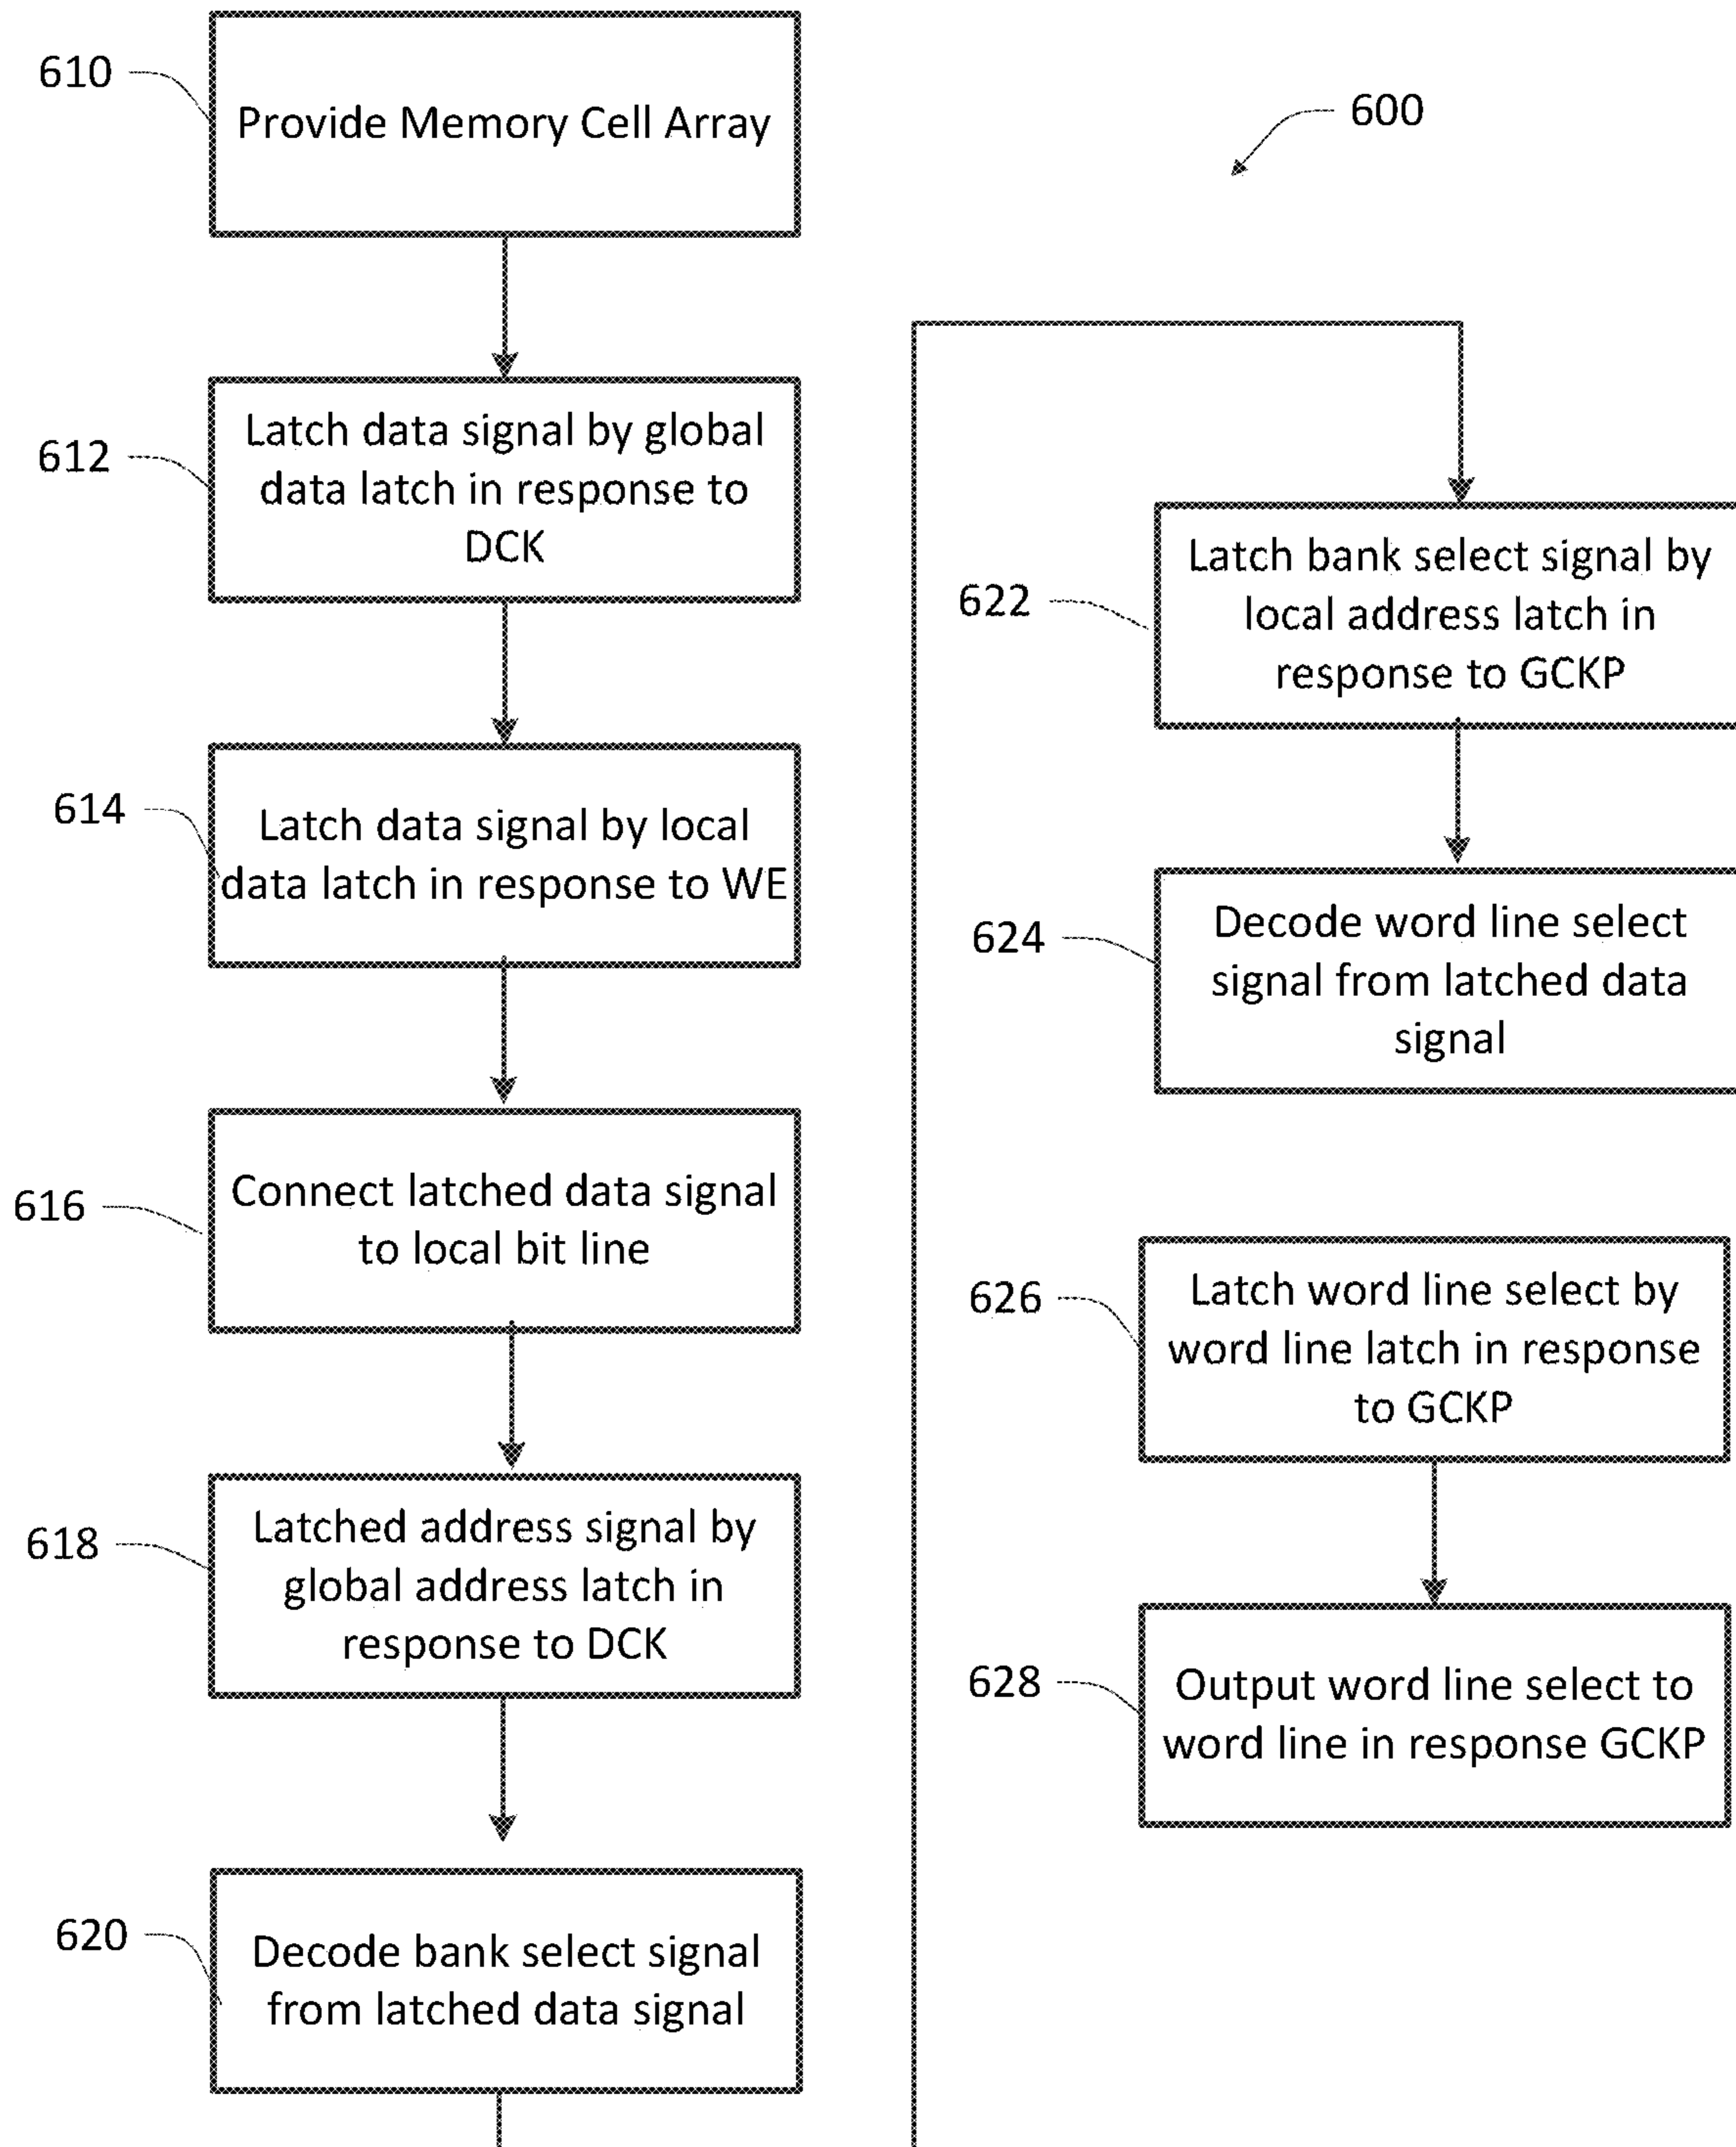 610
Provide Memory Cell Array
600
612
Latch data signal by global
data latch in response to
DCK
614
Latch data signal by local
data latch in response to WE
616
Connect latched data signal
to local bit line
618
Latched address signal by
global address latch in
response to DCK
620
Decode bank select signal
from latched data signal
622
Latch bank select signal by
local address latch in
response to GCKP
624
Decode word line select
signal from latched data
signal
626
Latch word line select by
word line latch in response
to GCKP
628
Output word line select to
word line in response GCKP